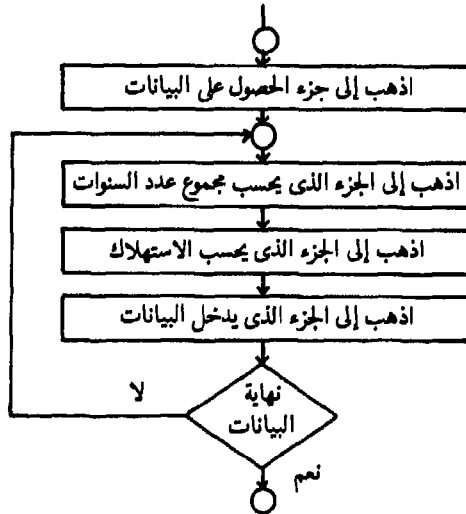 اذهب إلى جزء الحصول على البيانات
اذهب إلى الجزء الذى يحسب مجموع عدد السنوات
اذهب إلى الجزء الذى يحسب الاستهلاك
اذهب إلى الجزء الذى يدخل البيانات
نهاية
البيانات
لا
نعم